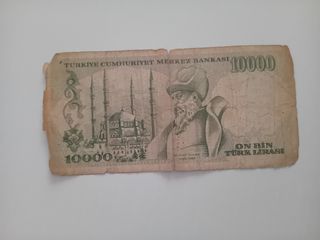 TÜRKİYE CUMHURİYET MERKEZ BANKASI
10000
10000
ON BİN
TÜRK LİRASI